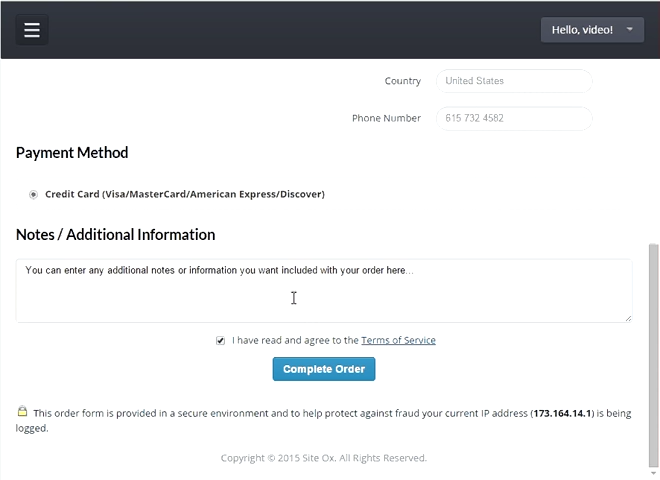 Hello, video!
Country United States
Phone Number 615 732 4582
Payment Method
Credit Card (Visa/MasterCard/American Express/Discover)
Notes / Additional Information
You can enter any additional notes or information you want included with your order here...
I have read and agree to the Terms of Service
Complete Order
This order form is provided in a secure environment and to help protect against fraud your current IP address (173.164.14.1) is being
logged.
Copyright © 2015 Site Ox. All Rights Reserved.